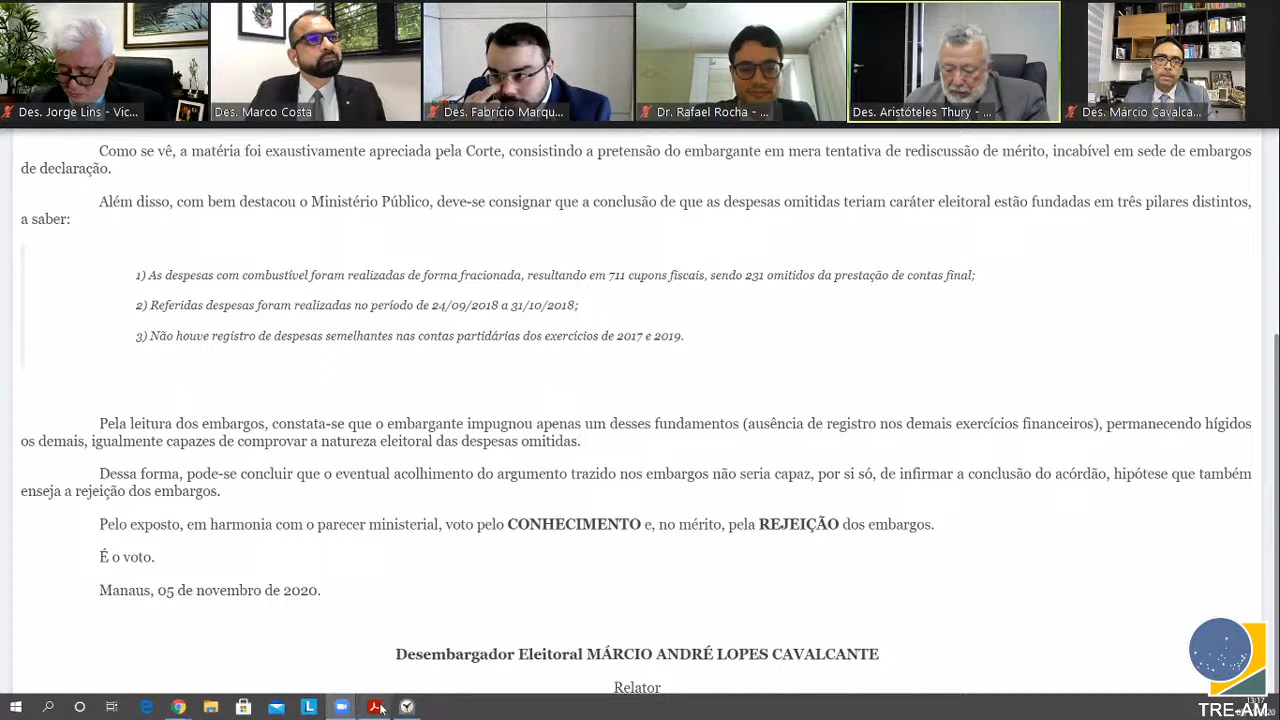 Des. Jorge Lins - Vic...
Des. Marco Costa
Des. Fabrício Marqu...
Dr. Rafael Rocha - ...
Des. Aristóteles Thury - ...
Des. Márcio Cavalca...
Como se vê, a matéria foi exaustivamente apreciada pela Corte, consistindo a pretensão do embargante em mera tentativa de rediscussão de mérito, incabível em sede de embargos
de declaração.
Além disso, com bem destacou o Ministério Público, deve-se consignar que a conclusão de que as despesas omitidas teriam caráter eleitoral estão fundadas em três pilares distintos,
a saber:
1) As despesas com combustível foram realizadas de forma fracionada, resultando em 711 cupons fiscais, sendo 231 omitidos da prestação de contas final;
2) Referidas despesas foram realizadas no período de 24/09/2018 a 31/10/2018;
3) Não houve registro de despesas semelhantes nas contas partidárias dos exercícios de 2017 e 2019.
Pela leitura dos embargos, constata-se que o embargante impugnou apenas um desses fundamentos (ausência de registro nos demais exercícios financeiros), permanecendo hígidos
os demais, igualmente capazes de comprovar a natureza eleitoral das despesas omitidas.
Dessa forma, pode-se concluir que o eventual acolhimento do argumento trazido nos embargos não seria capaz, por si só, de infirmar a conclusão do acórdão, hipótese que também
enseja a rejeição dos embargos.
Pelo exposto, em harmonia com o parecer ministerial, voto pelo CONHECIMENTO e, no mérito, pela REJEIÇÃO dos embargos.
É o voto.
Manaus, 05 de novembro de 2020.
Desembargador Eleitoral MÁRCIO ANDRÉ LOPES CAVALCANTE
Relator
13:17
TRE-AM